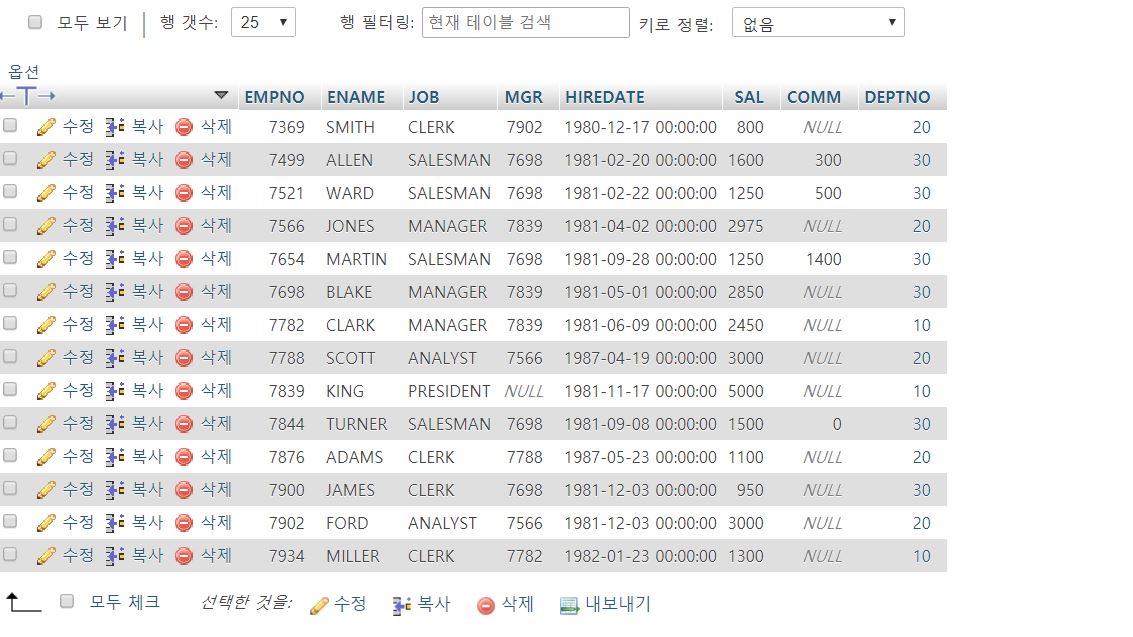 모두 보기 행 갯수: 25 행 필터링: 현재 테이블 검색 키로 정렬: 없음
옵션
←T→ EMPNO ENAME JOB MGR HIREDATE SAL COMM DEPTNO
수정 복사 삭제 7369 SMITH CLERK 7902 1980-12-17 00:00:00 800 NULL 20
수정 복사 삭제 7499 ALLEN SALESMAN 7698 1981-02-20 00:00:00 1600 300 30
수정 복사 삭제 7521 WARD SALESMAN 7698 1981-02-22 00:00:00 1250 500 30
수정 복사 삭제 7566 JONES MANAGER 7839 1981-04-02 00:00:00 2975 NULL 20
수정 복사 삭제 7654 MARTIN SALESMAN 7698 1981-09-28 00:00:00 1250 1400 30
수정 복사 삭제 7698 BLAKE MANAGER 7839 1981-05-01 00:00:00 2850 NULL 30
수정 복사 삭제 7782 CLARK MANAGER 7839 1981-06-09 00:00:00 2450 NULL 10
수정 복사 삭제 7788 SCOTT ANALYST 7566 1987-04-19 00:00:00 3000 NULL 20
수정 복사 삭제 7839 KING PRESIDENT NULL 1981-11-17 00:00:00 5000 NULL 10
수정 복사 삭제 7844 TURNER SALESMAN 7698 1981-09-08 00:00:00 1500 0 30
수정 복사 삭제 7876 ADAMS CLERK 7788 1987-05-23 00:00:00 1100 NULL 20
수정 복사 삭제 7900 JAMES CLERK 7698 1981-12-03 00:00:00 950 NULL 30
수정 복사 삭제 7902 FORD ANALYST 7566 1981-12-03 00:00:00 3000 NULL 20
수정 복사 삭제 7934 MILLER CLERK 7782 1982-01-23 00:00:00 1300 NULL 10
모두 체크 선택한 것을: 수정 복사 삭제 내보내기